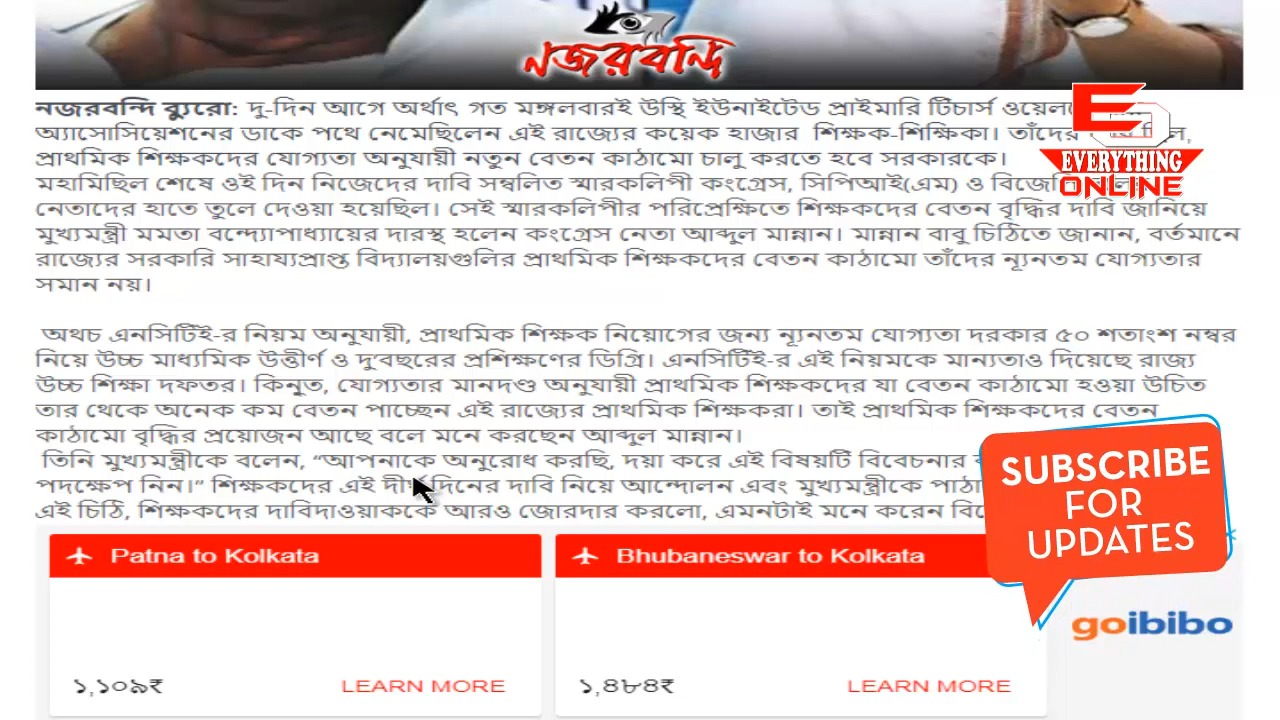 নজরবন্দি
নজরবন্দি ব্যুরো: দু-দিন আগে অর্থাৎ গত মঙ্গলবারই উস্থি ইউনাইটেড প্রাইমারি টিচার্স
অ্যাসোসিয়েশনের ডাকে পথে নেমেছিলেন এই রাজ্যের কয়েক হাজার শিক্ষক-শিক্ষিকা। তাঁদের
প্রাথমিক শিক্ষকদের যোগ্যতা অনুযায়ী নতুন বেতন কাঠামো চালু করতে হবে সরকারকে।
মহামিছিল শেষে ওই দিন নিজেদের দাবি সম্বলিত স্মারকলিপী কংগ্রেস, সিপিআই(এম) ও
নেতাদের হাতে তুলে দেওয়া হয়েছিল। সেই স্মারকলিপীর পরিপ্রেক্ষিতে শিক্ষকদের বেতন বৃদ্ধির দাবি জানিয়ে
মুখ্যমন্ত্রী মমতা বন্দ্যোপাধ্যায়ের দারস্থ হলেন কংগ্রেস নেতা আব্দুল মান্নান। মান্নান বাবু চিঠিতে জানান, বর্তমানে
রাজ্যের সরকারি সাহায্যপ্রাপ্ত বিদ্যালয়গুলির প্রাথমিক শিক্ষকদের বেতন কাঠামো তাঁদের ন্যূনতম যোগ্যতার
সমান নয়।
অথচ এনসিটিই-র নিয়ম অনুযায়ী, প্রাথমিক শিক্ষক নিয়োগের জন্য ন্যূনতম যোগ্যতা দরকার ৫০ শতাংশ নম্বর
নিয়ে উচ্চ মাধ্যমিক উত্তীর্ণ ও দু'বছরের প্রশিক্ষণের ডিগ্রি। এনসিটিই-র এই নিয়মকে মান্যতাও দিয়েছে রাজ্য
উচ্চ শিক্ষা দফতর। কিন্তু, যোগ্যতার মানদণ্ড অনুযায়ী প্রাথমিক শিক্ষকদের যা বেতন কাঠামো হওয়া উচিত
তার থেকে অনেক কম বেতন পাচ্ছেন এই রাজ্যের প্রাথমিক শিক্ষকরা। তাই প্রাথমিক শিক্ষকদের বেতন
কাঠামো বৃদ্ধির প্রয়োজন আছে বলে মনে করছেন আব্দুল মান্নান।
তিনি মুখ্যমন্ত্রীকে বলেন, “আপনাকে অনুরোধ করছি, দয়া করে এই বিষয়টি বিবেচনার
পদক্ষেপ নিন।” শিক্ষকদের এই দীর্ঘদিনের দাবি নিয়ে আন্দোলন এবং মুখ্যমন্ত্রীকে
এই চিঠি, শিক্ষকদের দাবিদাওয়াককে আরও জোরদার করলো, এমনটাই মনে করেন
EVERYTHING
ONLINE
SUBSCRIBE
FOR
UPDATES
Patna to Kolkata
১,১০৯₹
LEARN MORE
Bhubaneswar to Kolkata
১,৪৮৪₹
LEARN MORE
goibibo